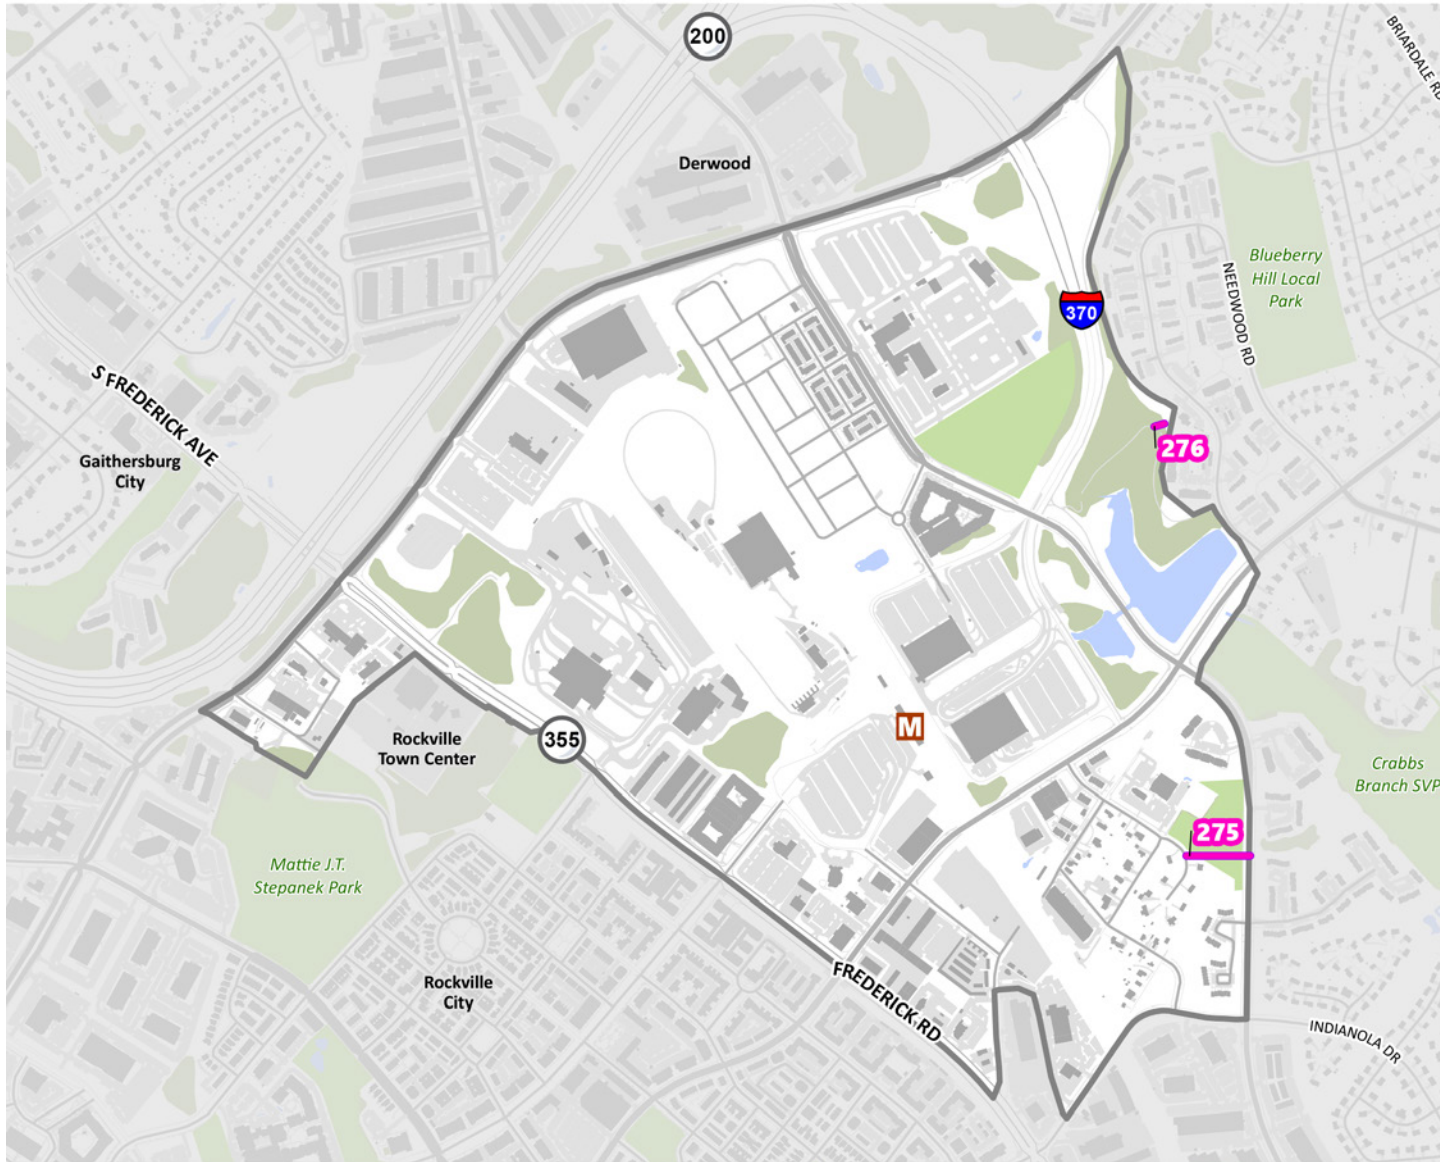 200
BRIARDALE RD
Derwood
Blueberry
Hill Local
Park
NEEDWOOD RD
370
S FREDERICK AVE
Gaithersburg
City
276
355
M
Rockville
Town Center
Crabbs
Branch SVP
275
Mattie J.T.
Stepanek Park
Rockville
City
FREDERICK RD
INDIANOLA DR